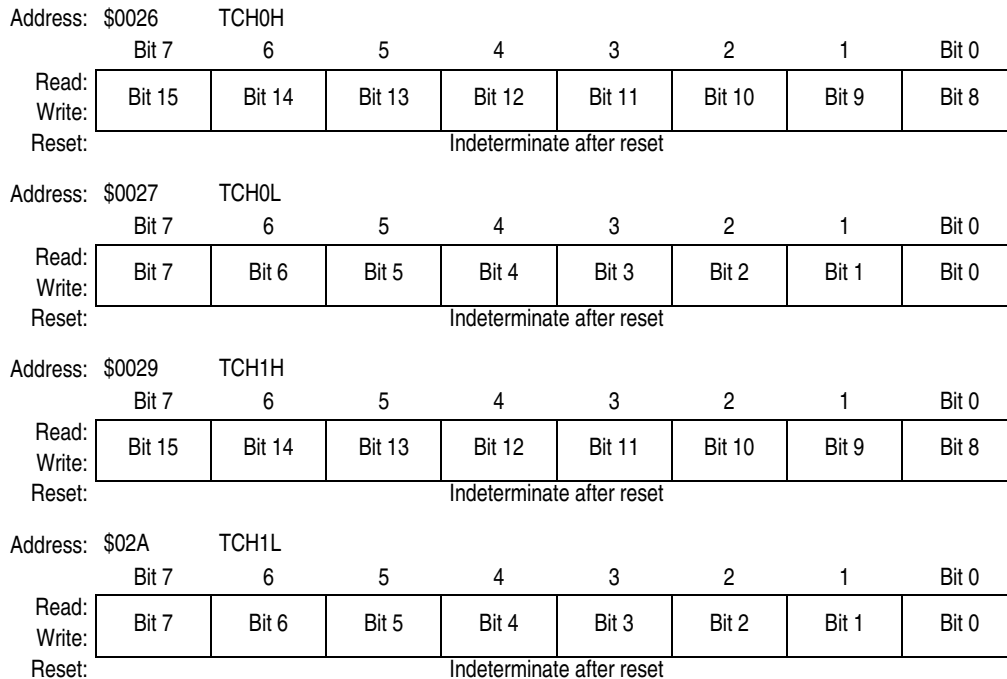 Address: $0026 TCH0H
Bit 7 6 5 4 3 2 1 Bit 0
Read:
Write:
Bit 15 Bit 14 Bit 13 Bit 12 Bit 11 Bit 10 Bit 9 Bit 8
Reset: Indeterminate after reset
Address: $0027 TCH0L
Bit 7 6 5 4 3 2 1 Bit 0
Read:
Write:
Bit 7 Bit 6 Bit 5 Bit 4 Bit 3 Bit 2 Bit 1 Bit 0
Reset: Indeterminate after reset
Address: $0029 TCH1H
Bit 7 6 5 4 3 2 1 Bit 0
Read:
Write:
Bit 15 Bit 14 Bit 13 Bit 12 Bit 11 Bit 10 Bit 9 Bit 8
Reset: Indeterminate after reset
Address: $02A TCH1L
Bit 7 6 5 4 3 2 1 Bit 0
Read:
Write:
Bit 7 Bit 6 Bit 5 Bit 4 Bit 3 Bit 2 Bit 1 Bit 0
Reset: Indeterminate after reset